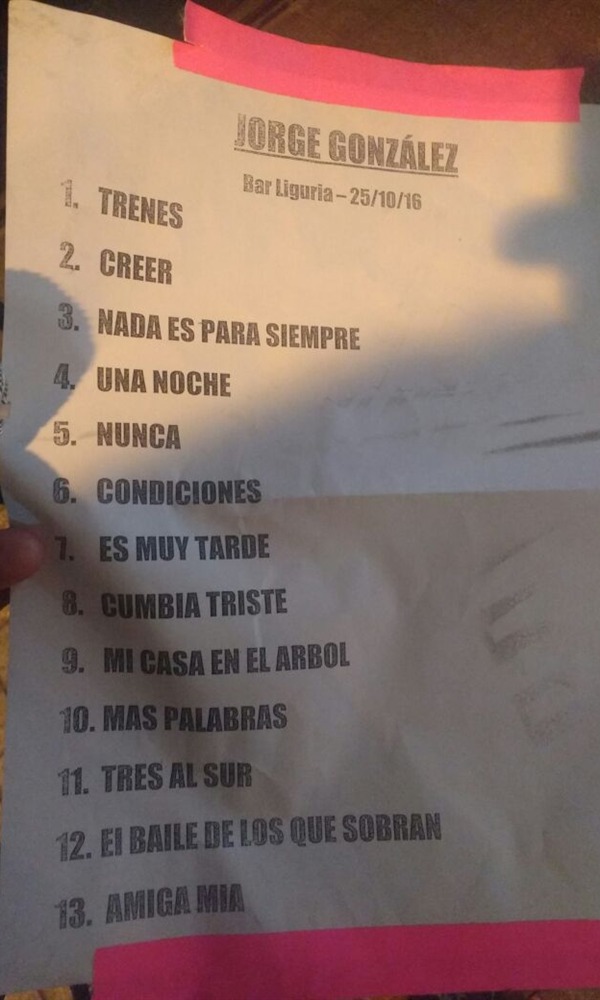 JORGE GONZÁLEZ
Bar Liguria – 25/10/16
1. TRENES
2. CREER
3. NADA ES PARA SIEMPRE
4. UNA NOCHE
5. NUNCA
6. CONDICIONES
7. ES MUY TARDE
8. CUMBIA TRISTE
9. MI CASA EN EL ARBOL
10. MAS PALABRAS
11. TRES AL SUR
12. El BAILE DE LOS QUE SOBRAN
13. AMIGA MIA